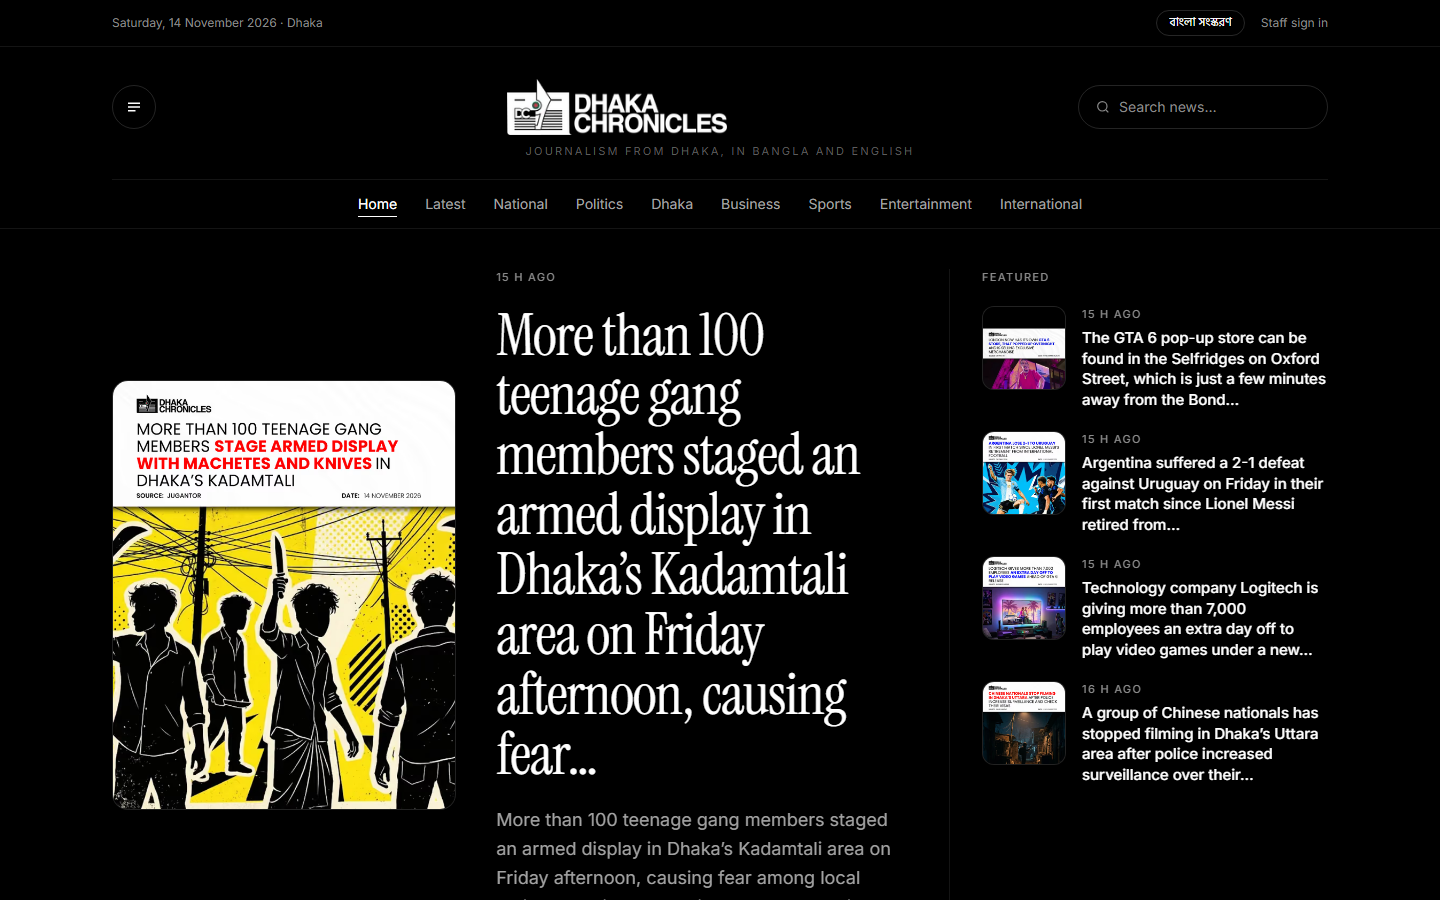 Saturday, 14 November 2026 · Dhaka
বাংলা সংস্করণ
Staff sign in
DC
DHAKA
CHRONICLES
Search news...
JOURNALISM FROM DHAKA, IN BANGLA AND ENGLISH
Home
Latest
National
Politics
Dhaka
Business
Sports
Entertainment
International
DHAKA
CHRONICLES
MORE THAN 100 TEENAGE GANG
MEMBERS STAGE ARMED DISPLAY
WITH MACHETES AND KNIVES IN
DHAKA'S KADAMTALI
SOURCE: JUGANTOR
DATE: 14 NOVEMBER 2026
15 H AGO
More than 100
teenage gang
members staged an
armed display in
Dhaka’s Kadamtali
area on Friday
afternoon, causing
fear…
More than 100 teenage gang members staged
an armed display in Dhaka’s Kadamtali area on
Friday afternoon, causing fear among local
FEATURED
15 H AGO
The GTA 6 pop-up store can be
found in the Selfridges on Oxford
Street, which is just a few minutes
away from the Bond…
15 H AGO
Argentina suffered a 2-1 defeat
against Uruguay on Friday in their
first match since Lionel Messi
retired from…
15 H AGO
Technology company Logitech is
giving more than 7,000
employees an extra day off to
play video games under a new…
16 H AGO
A group of Chinese nationals has
stopped filming in Dhaka’s Uttara
area after police increased
surveillance over their…